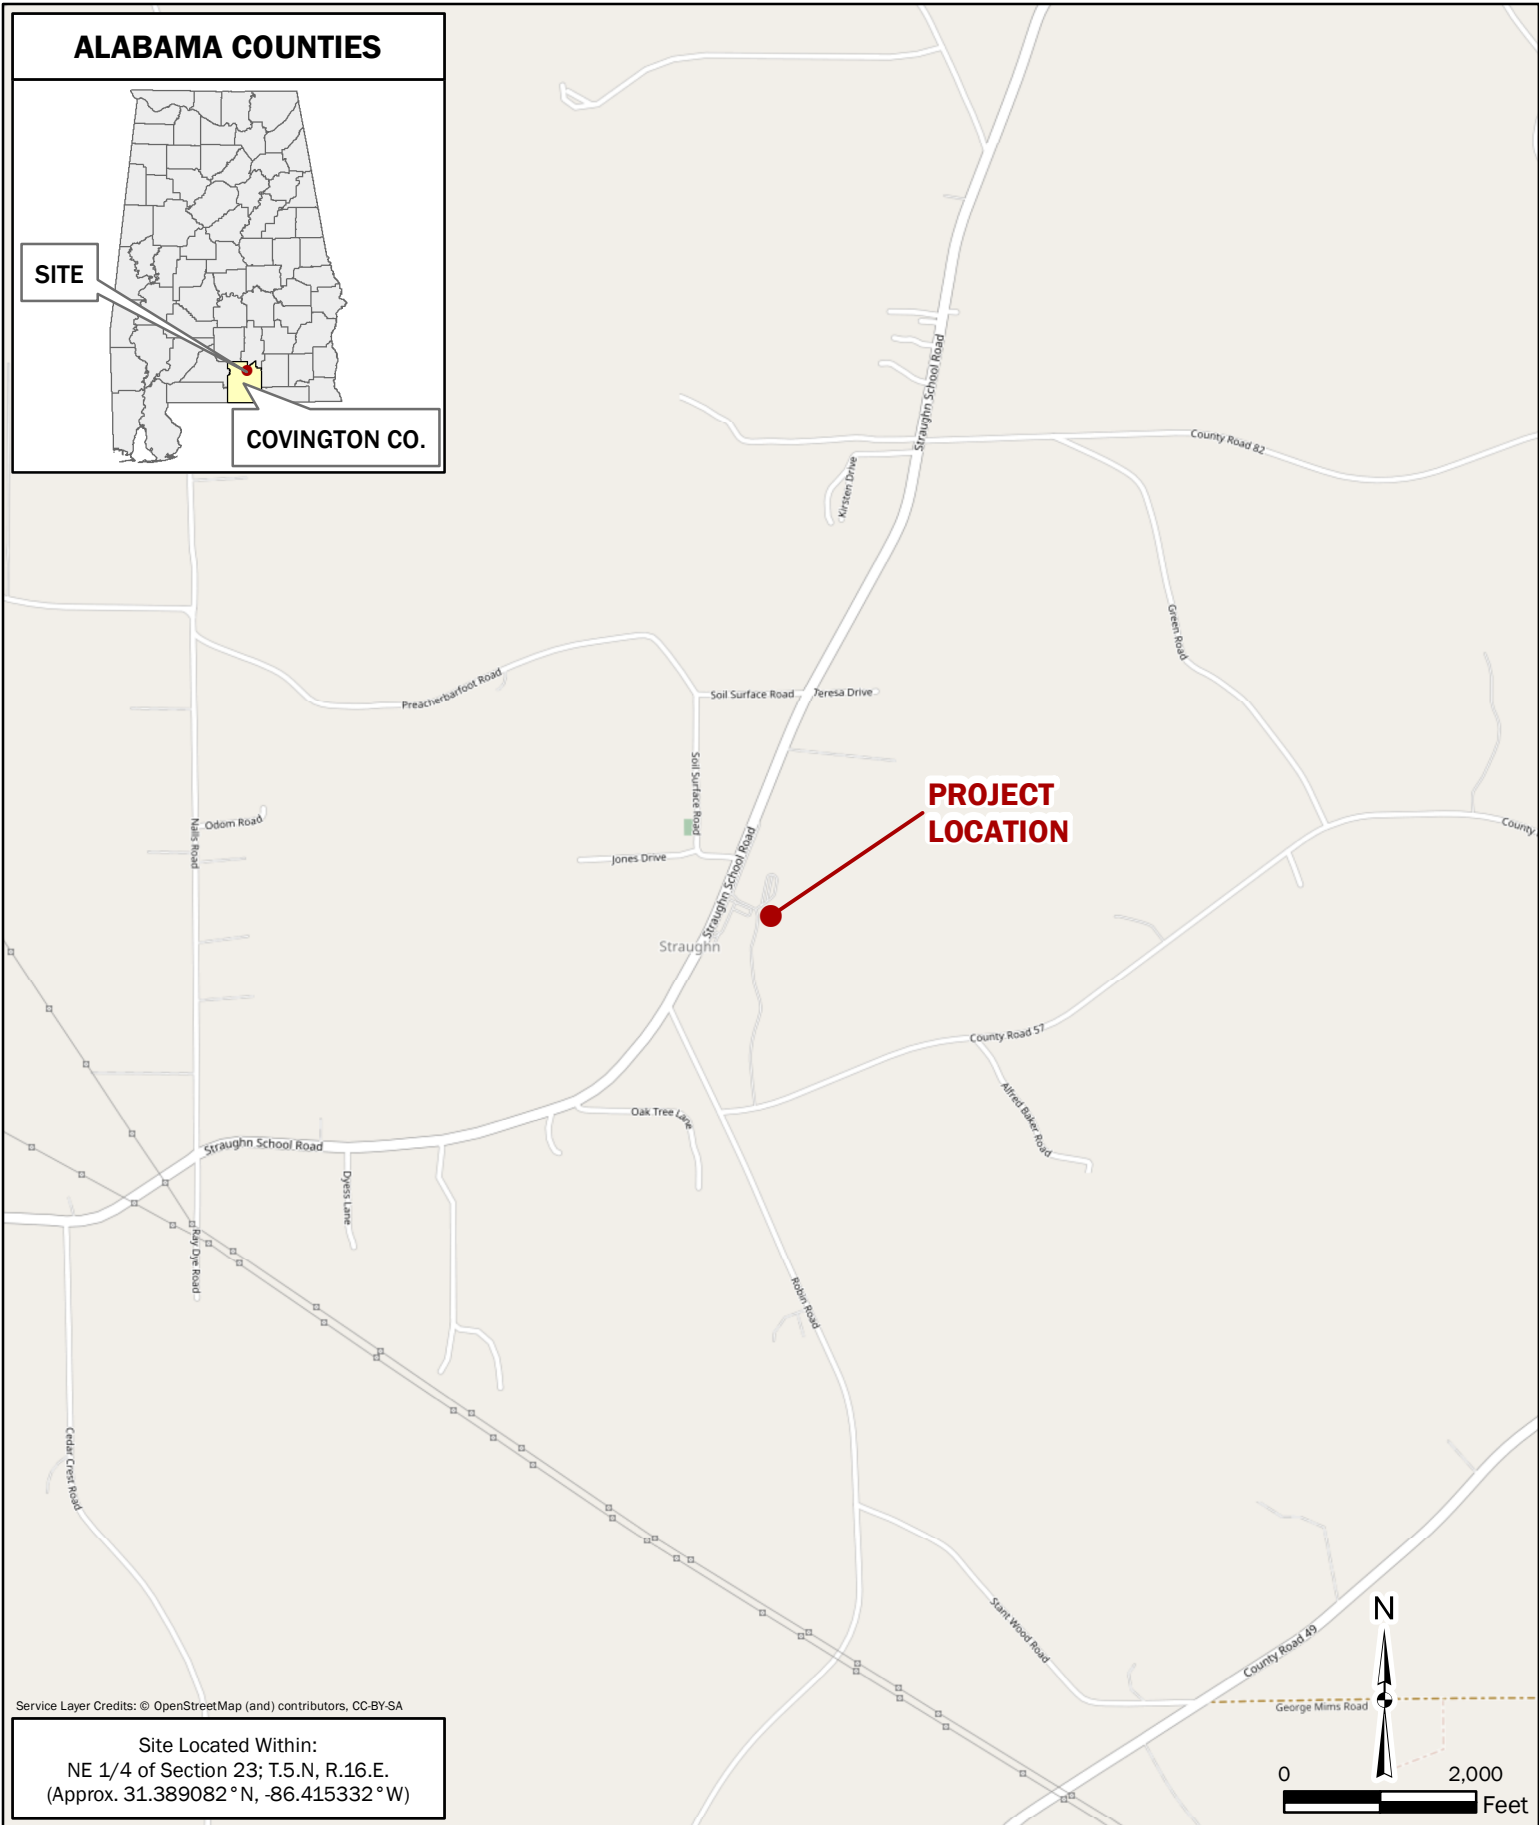 ALABAMA COUNTIES
SITE
COVINGTON CO.
Straughn School Road
County Road 82
Kirsten Drive
Green Road
Preacherbarfoot Road
Soil Surface Road
Teresa Drive
Soil Surface Road
PROJECT
LOCATION
Nalls Road
Odom Road
County
Jones Drive
Straughn School Road
Straughn
County Road 57
Alfred Baker Road
Oak Tree Lane
Straughn School Road
Dyess Lane
Ray Dye Road
Robin Road
Cedar Crest Road
Stant Wood Road
County Road 49
George Mims Road
N
Service Layer Credits: © OpenStreetMap (and) contributors, CC-BY-SA
Site Located Within:
NE 1/4 of Section 23; T.5.N, R.16.E.
(Approx. 31.389082°N, -86.415332°W)
0 2,000
Feet